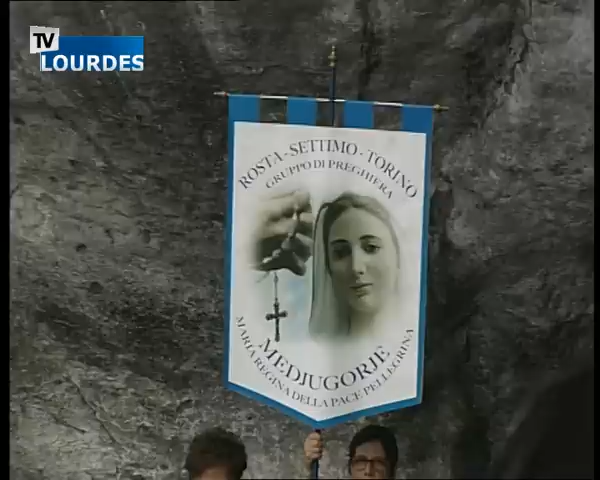 TV
LOURDES
ROSTA - SETTIMO - TORINO
GRUPPO DI PREGHIERA
MEDJUGORJE
MARIA REGINA DELLA PACE PELLEGRINA